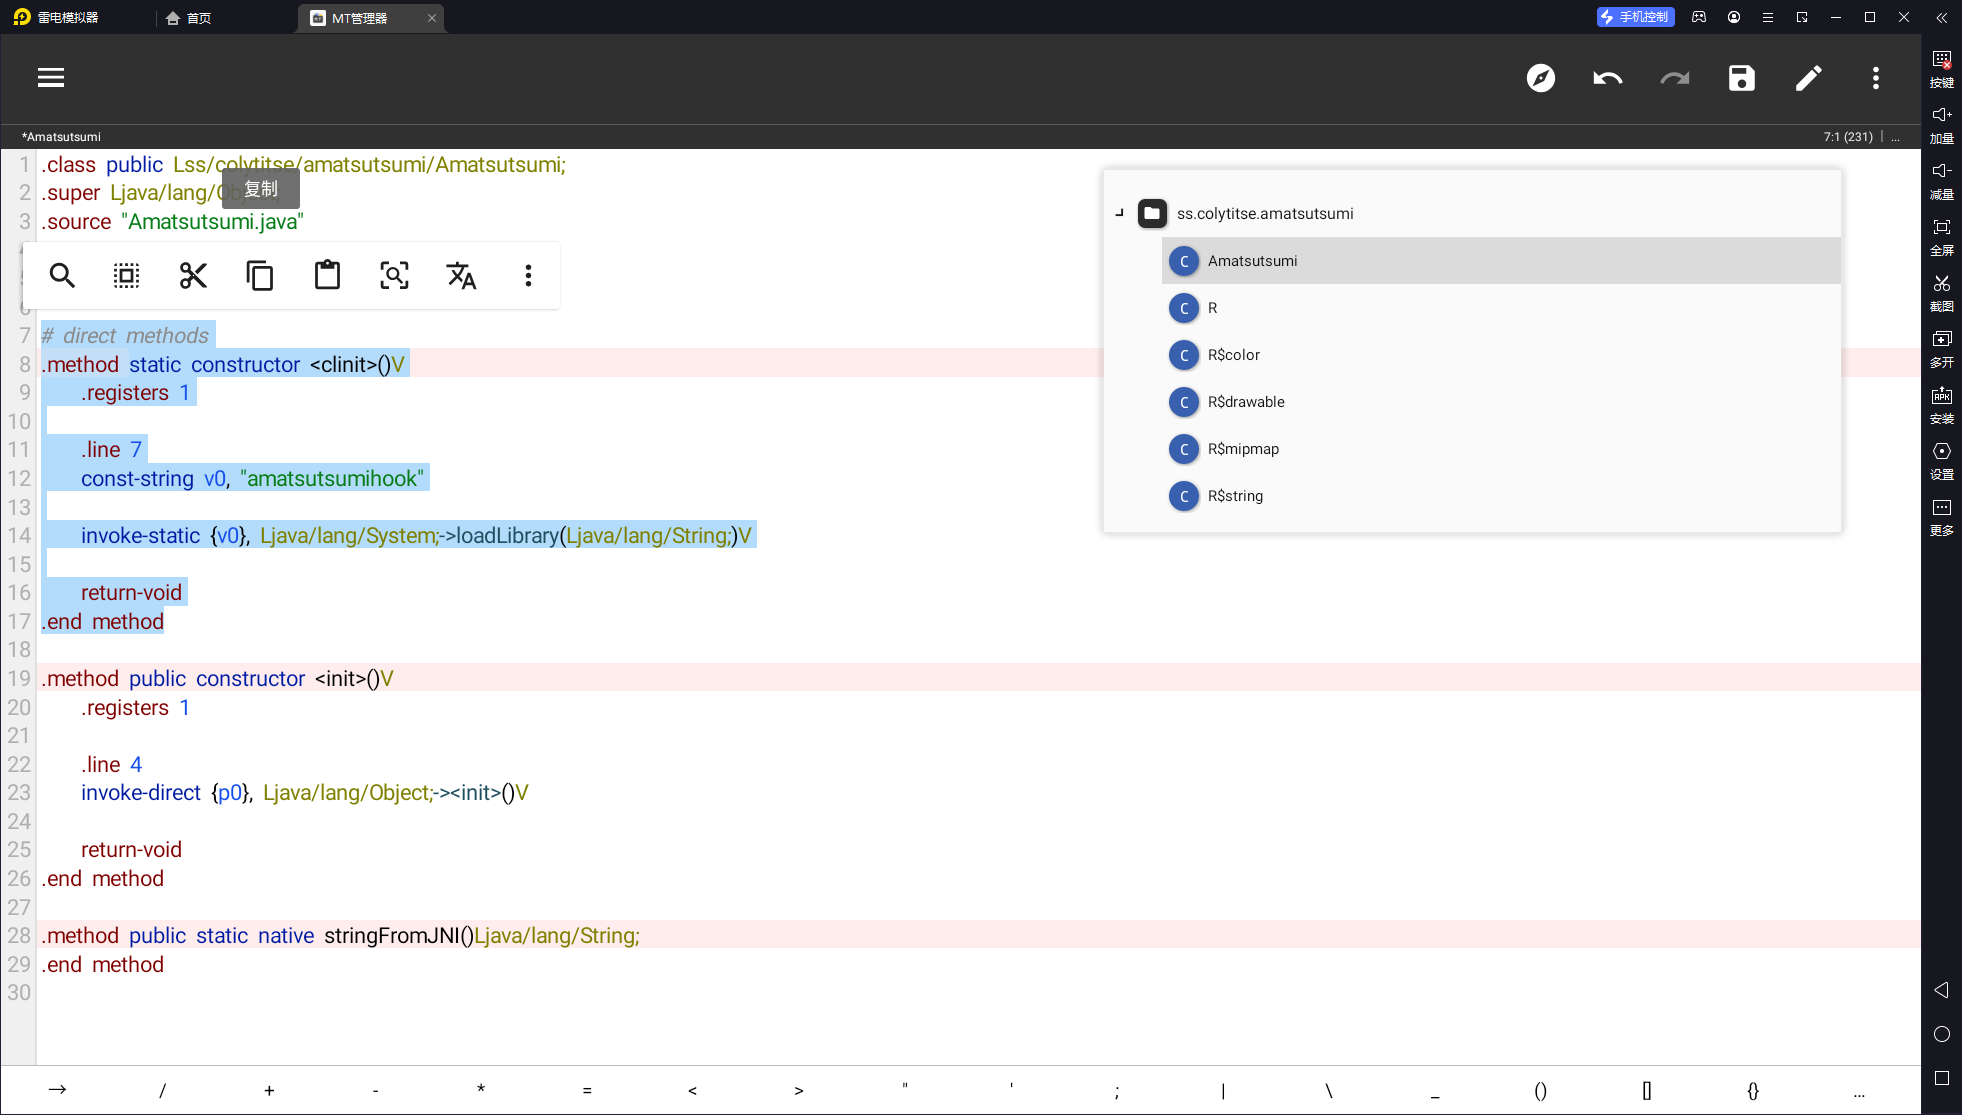 雷电模拟器
首页
MT管理器
手机控制
*Amatsutsumi
7:1 (231)
...
1 .class public Lss/colytitse/amatsutsumi/Amatsutsumi;
2 .super Ljava/lang/
复制
3 .source "Amatsutsumi.java"
7 # direct methods
8 .method static constructor <clinit>()V
9 .registers 1
10
11 .line 7
12 const-string v0, "amatsutsumihook"
13
14 invoke-static {v0}, Ljava/lang/System;->loadLibrary(Ljava/lang/String;)V
15
16 return-void
17 .end method
18
19 .method public constructor <init>()V
20 .registers 1
21
22 .line 4
23 invoke-direct {p0}, Ljava/lang/Object;-><init>()V
24
25 return-void
26 .end method
27
28 .method public static native stringFromJNI()Ljava/lang/String;
29 .end method
30
ss.colytitse.amatsutsumi
C Amatsutsumi
C R
C R$color
C R$drawable
C R$mipmap
C R$string
按键
加量
减量
全屏
截图
多开
APK
安装
设置
更多
→ / + - * = < > " ' ; | \ _ () [] {} ...